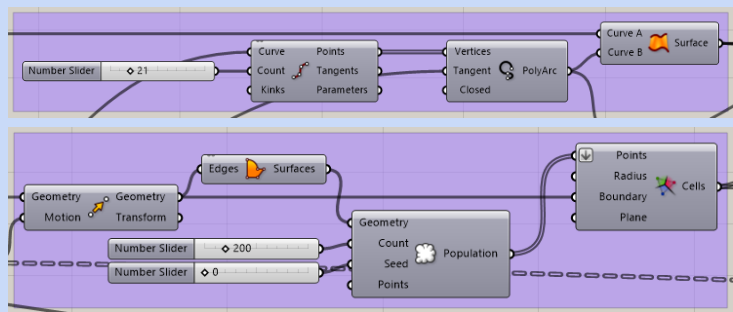 Curve A
Curve B Surface
Curve Points
Count Tangents
Kinks Parameters
Vertices
Tangent PolyArc
Closed
Number Slider 21
Edges Surfaces
Geometry Geometry
Motion Transform
Points
Radius
Boundary Cells
Plane
Geometry
Count
Seed Population
Points
Number Slider 200
Number Slider 0